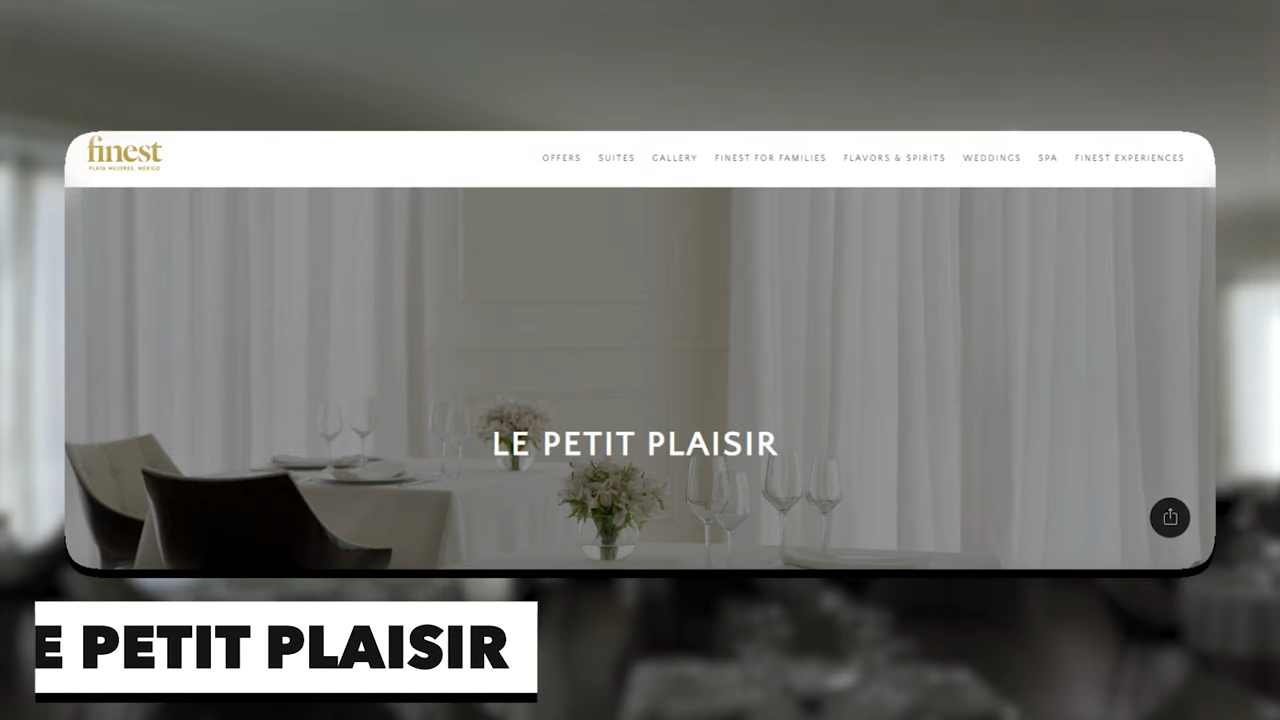 finest
PLAYA MUJERES, MEXICO
OFFERS SUITES GALLERY FINEST FOR FAMILIES FLAVORS & SPIRITS WEDDINGS SPA FINEST EXPERIENCES
LE PETIT PLAISIR
E PETIT PLAISIR